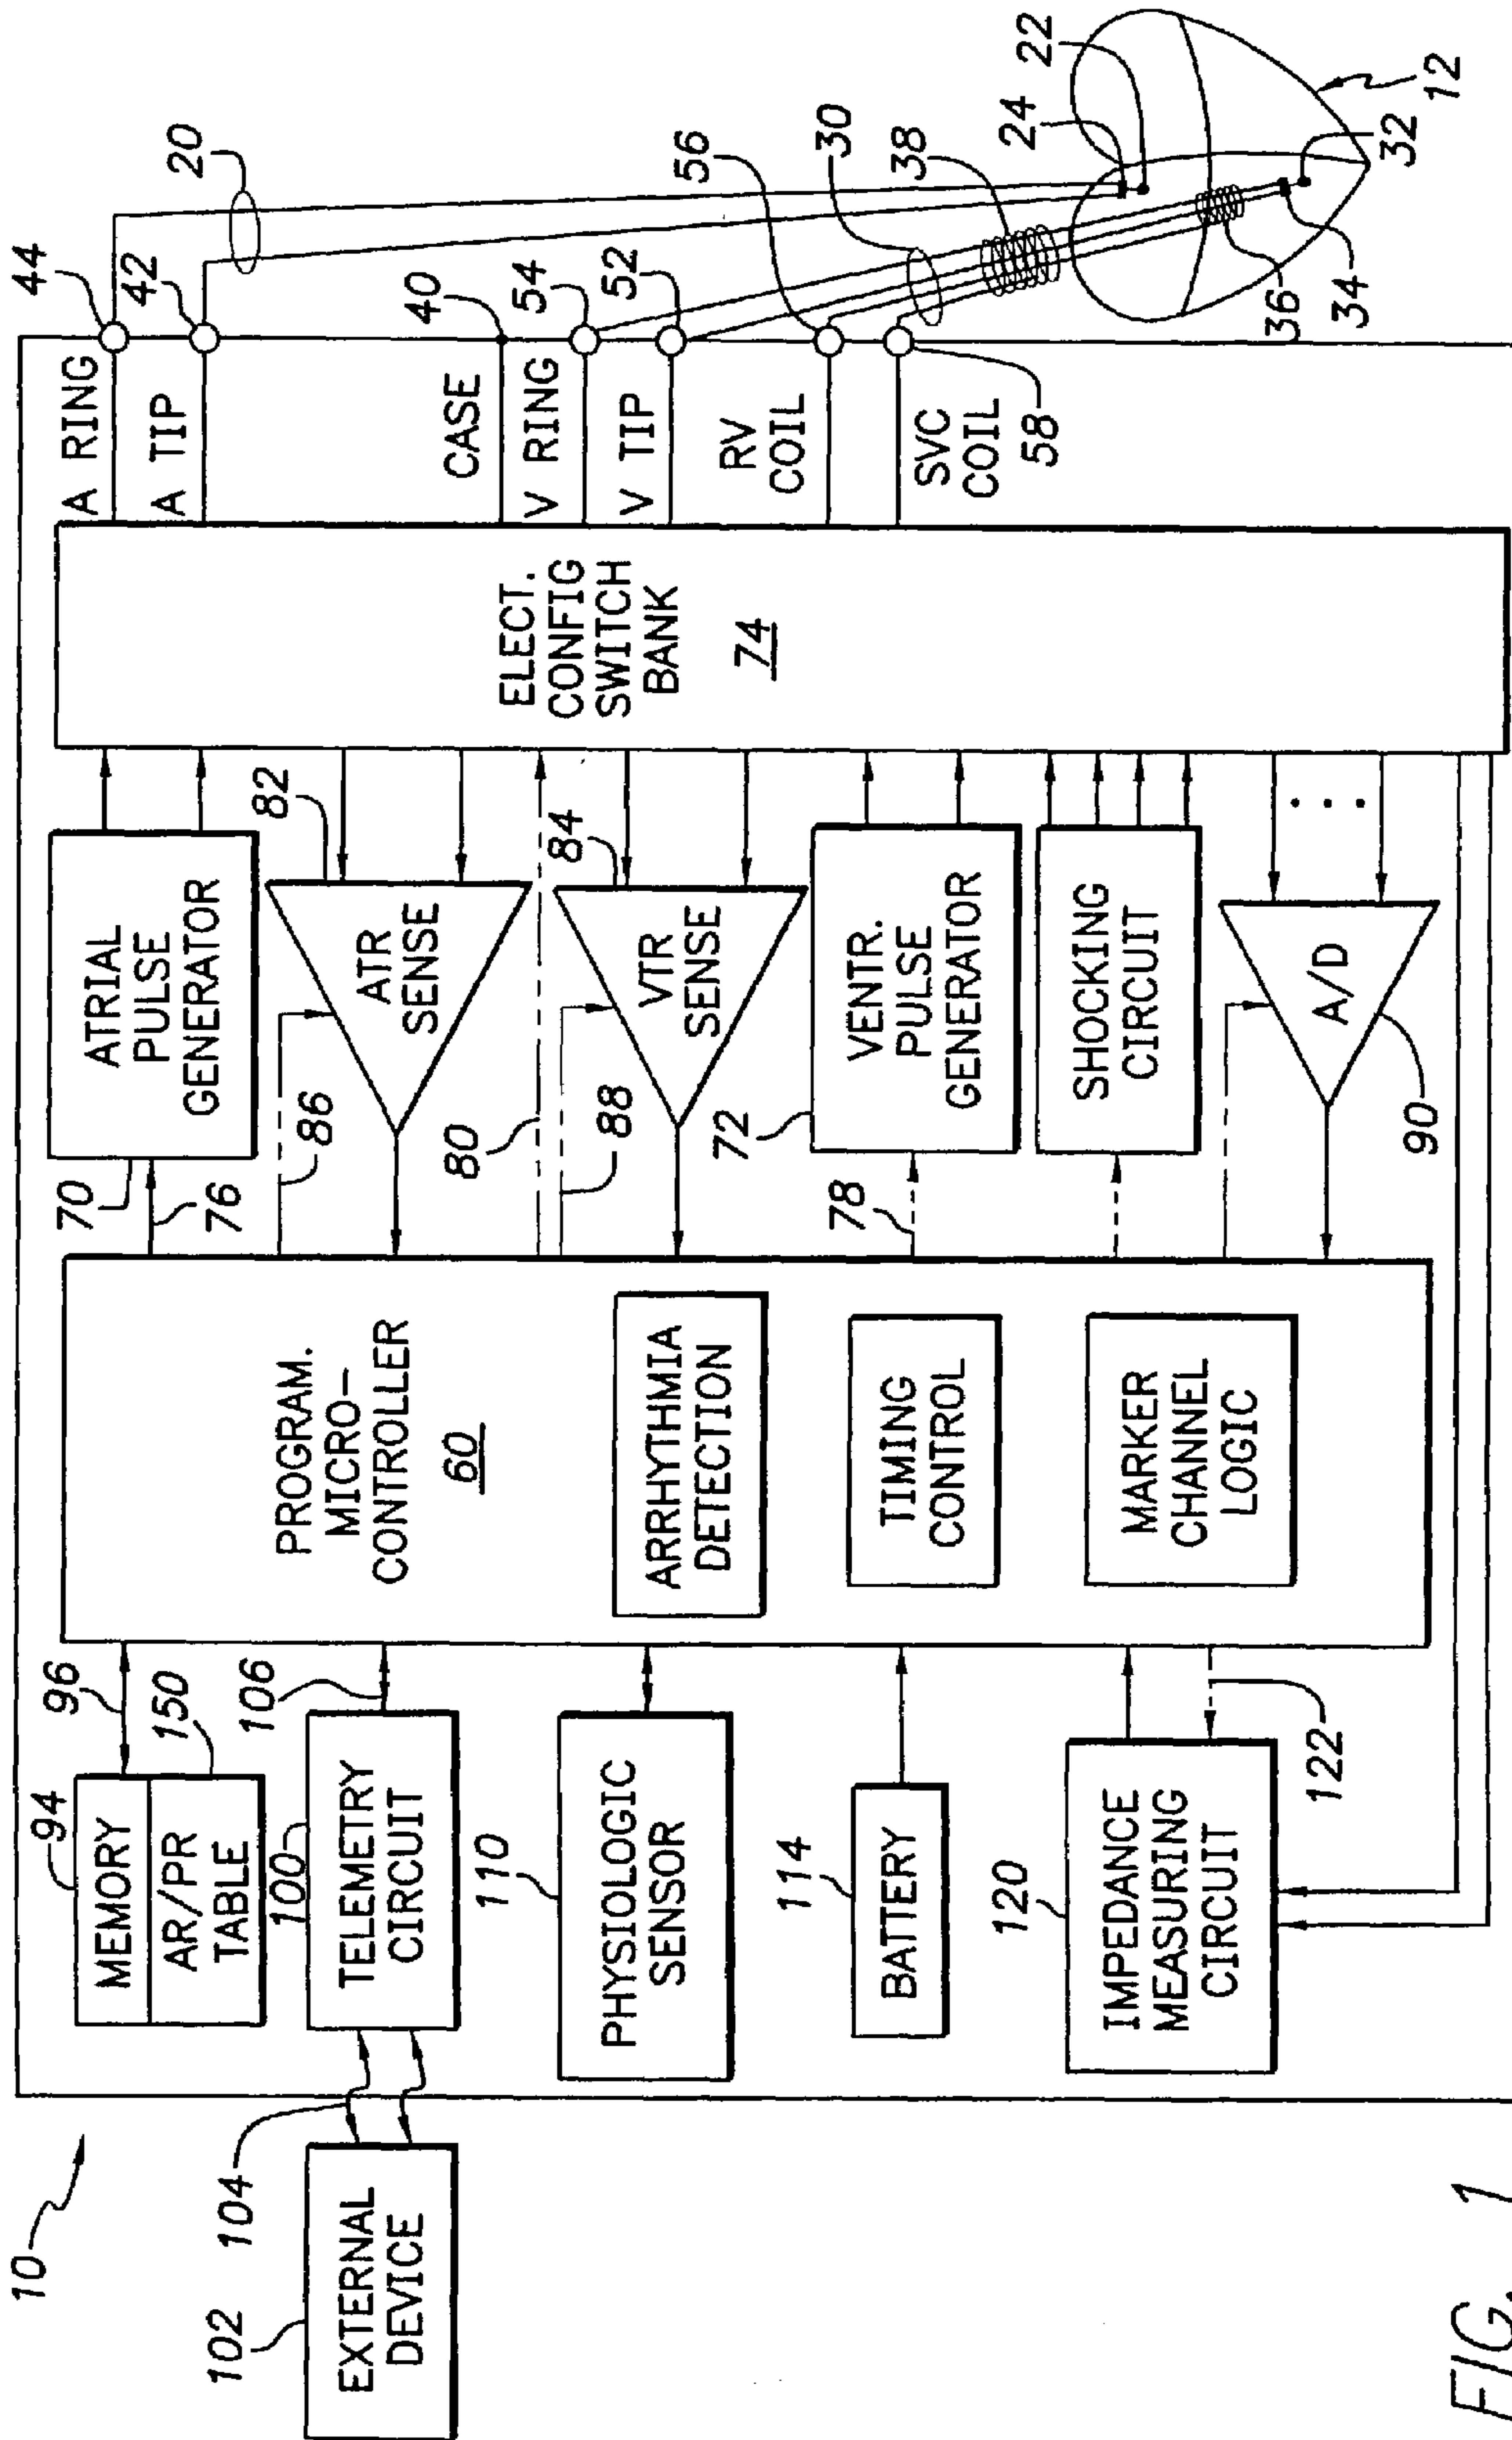 10
102
EXTERNAL
DEVICE
104
94
MEMORY
AR/PR
TABLE
96
150
100
TELEMETRY
CIRCUIT
106
110
PHYSIOLOGIC
SENSOR
114
BATTERY
120
IMPEDANCE
MEASURING
CIRCUIT
122
PROGRAM.
MICRO-
CONTROLLER
60
ARRHYTHMIA
DETECTION
TIMING
CONTROL
MARKER
CHANNEL
LOGIC
70
76
ATRIAL
PULSE
GENERATOR
86
ATR
SENSE
82
80
88
VTR
SENSE
84
72
78
VENTR.
PULSE
GENERATOR
SHOCKING
CIRCUIT
A/D
90
ELECT.
CONFIG
SWITCH
BANK
74
A RING
A TIP
CASE
V RING
V TIP
RV
COIL
SVC
COIL
44
42
40
54
52
56
58
20
30
38
24
22
36
34
32
12
FIG. 1